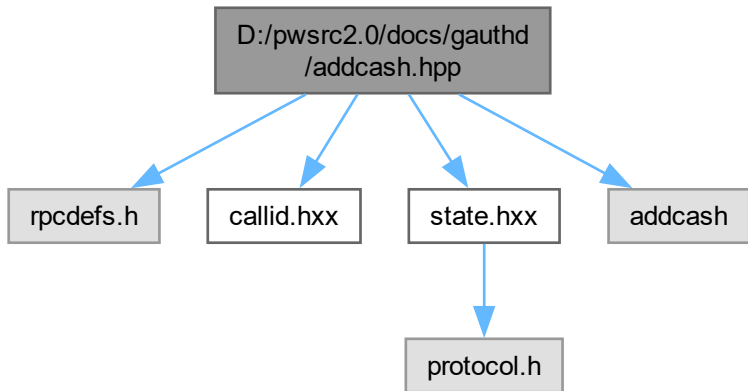 D:/pwsrc2.0/docs/gauthd
/addcash.hpp
rpcdefs.h
callid.hxx
state.hxx
addcash
protocol.h